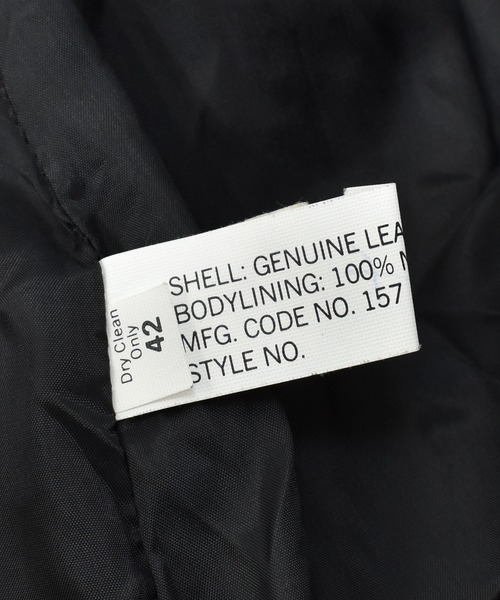 SHELL: GENUINE LEA
BODYLINING: 100% N
MFG. CODE NO. 157
STYLE NO.
Dry Clean
Only
42